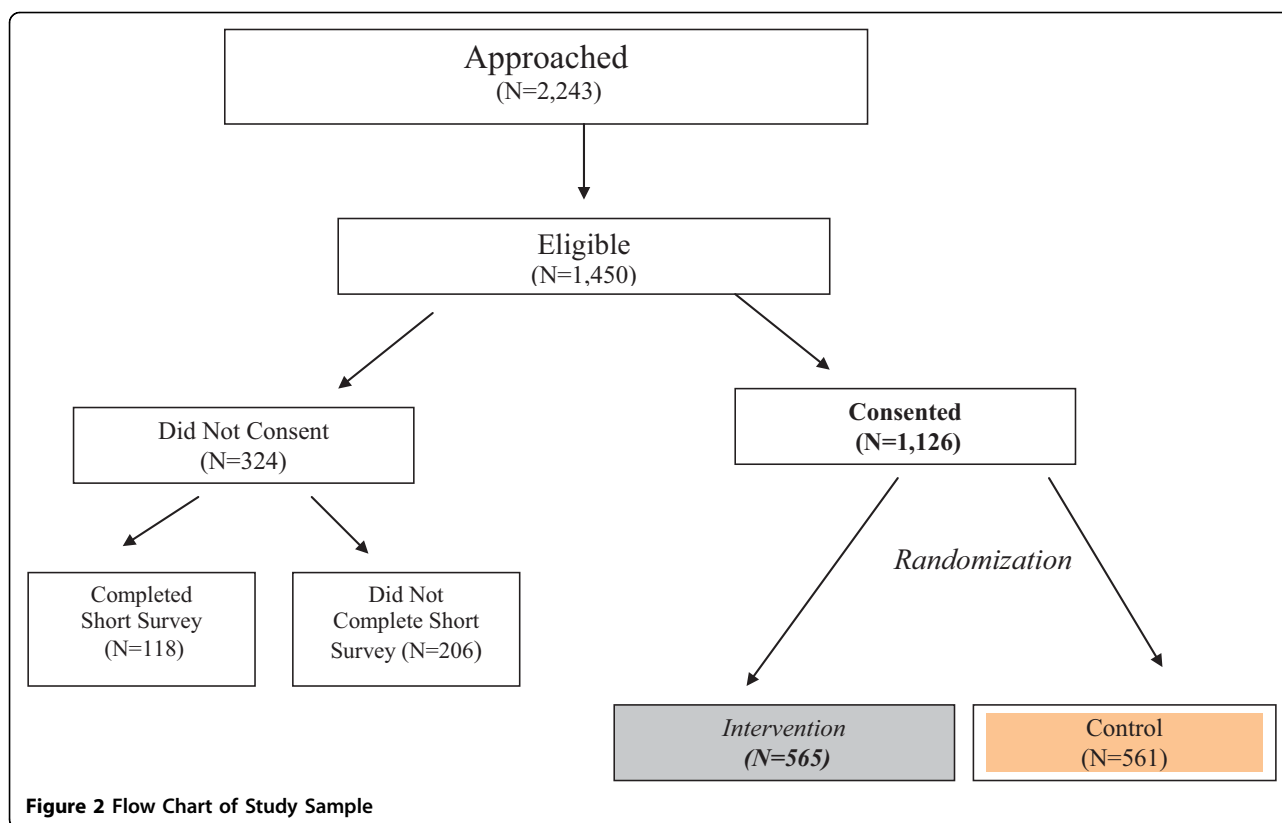 Approached
(N=2,243)
Eligible
(N=1,450)
Did Not Consent
(N=324)
Consented
(N=1,126)
Randomization
Completed
Short Survey
(N=118)
Did Not
Complete Short
Survey (N=206)
Intervention
(N=565)
Control
(N=561)
Figure 2 Flow Chart of Study Sample